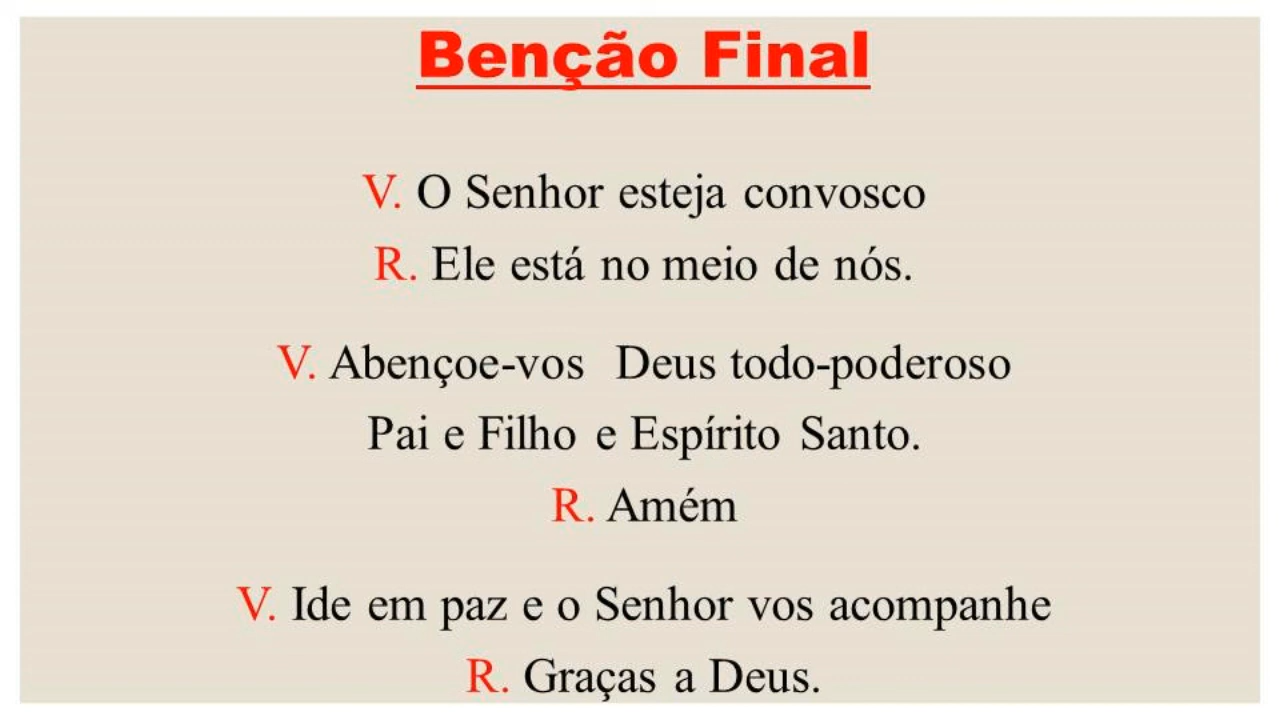 Benção Final
V. O Senhor esteja convosco
R. Ele está no meio de nós.
V. Abençoe-vos Deus todo-poderoso
Pai e Filho e Espírito Santo.
R. Amém
V. Ide em paz e o Senhor vos acompanhe
R. Graças a Deus.